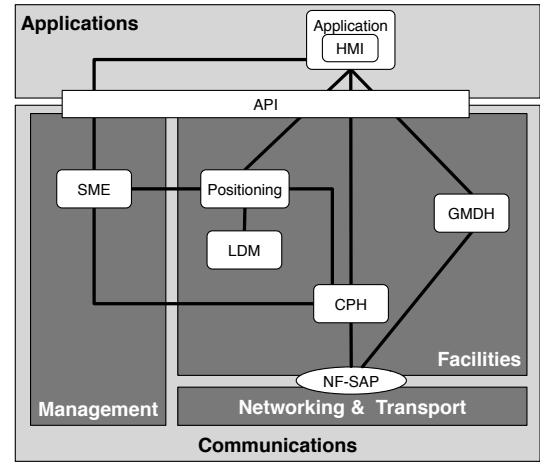 Applications
Application
HMI
API
SME
Positioning
GMDH
LDM
CPH
Facilities
NF-SAP
Management
Networking & Transport
Communications